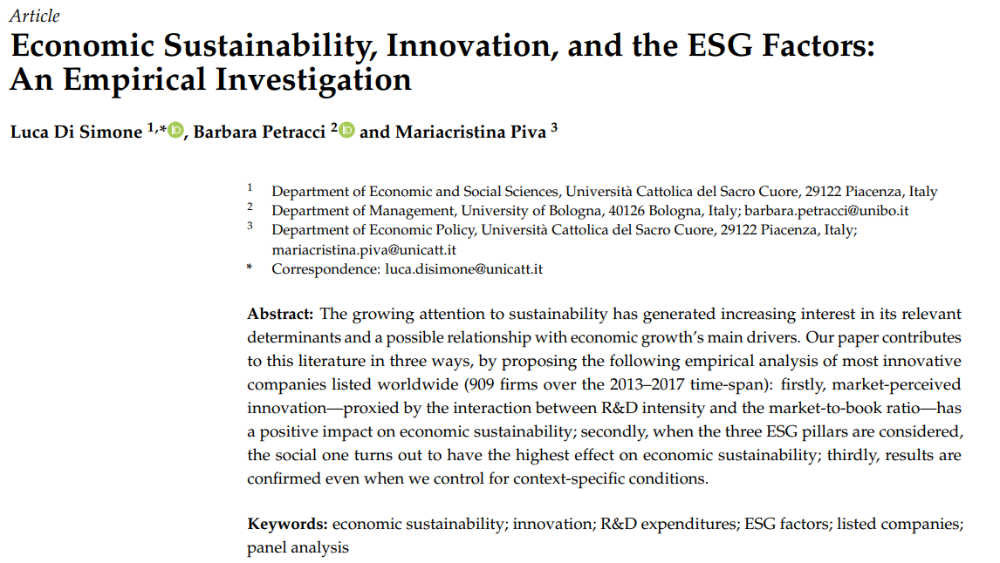 Article
Economic Sustainability, Innovation, and the ESG Factors:
An Empirical Investigation
Luca Di Simone 1,* iD, Barbara Petracci 2 iD and Mariacristina Piva 3
1 Department of Economic and Social Sciences, Università Cattolica del Sacro Cuore, 29122 Piacenza, Italy
2 Department of Management, University of Bologna, 40126 Bologna, Italy; barbara.petracci@unibo.it
3 Department of Economic Policy, Università Cattolica del Sacro Cuore, 29122 Piacenza, Italy;
mariacristina.piva@unicatt.it
* Correspondence: luca.disimone@unicatt.it
Abstract: The growing attention to sustainability has generated increasing interest in its relevant
determinants and a possible relationship with economic growth's main drivers. Our paper contributes
to this literature in three ways, by proposing the following empirical analysis of most innovative
companies listed worldwide (909 firms over the 2013–2017 time-span): firstly, market-perceived
innovation—proxied by the interaction between R&D intensity and the market-to-book ratio—has
a positive impact on economic sustainability; secondly, when the three ESG pillars are considered,
the social one turns out to have the highest effect on economic sustainability; thirdly, results are
confirmed even when we control for context-specific conditions.
Keywords: economic sustainability; innovation; R&D expenditures; ESG factors; listed companies;
panel analysis